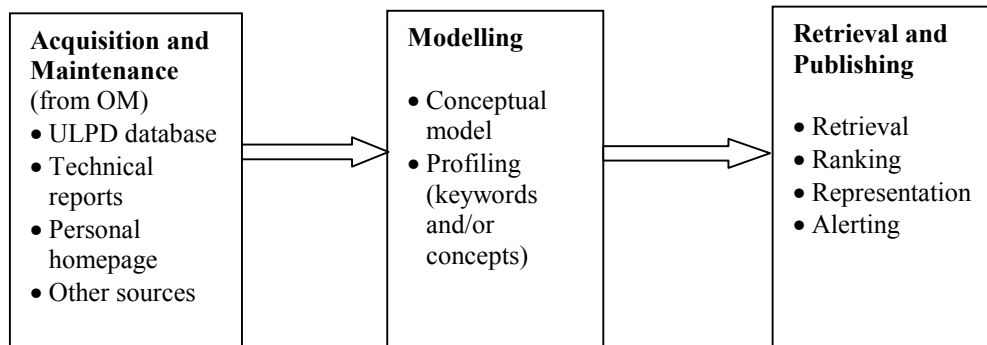 Acquisition and
Maintenance
(from OM)
• ULPD database
• Technical
reports
• Personal
homepage
• Other sources
Modelling
• Conceptual
model
• Profiling
(keywords
and/or
concepts)
Retrieval and
Publishing
• Retrieval
• Ranking
• Representation
• Alerting